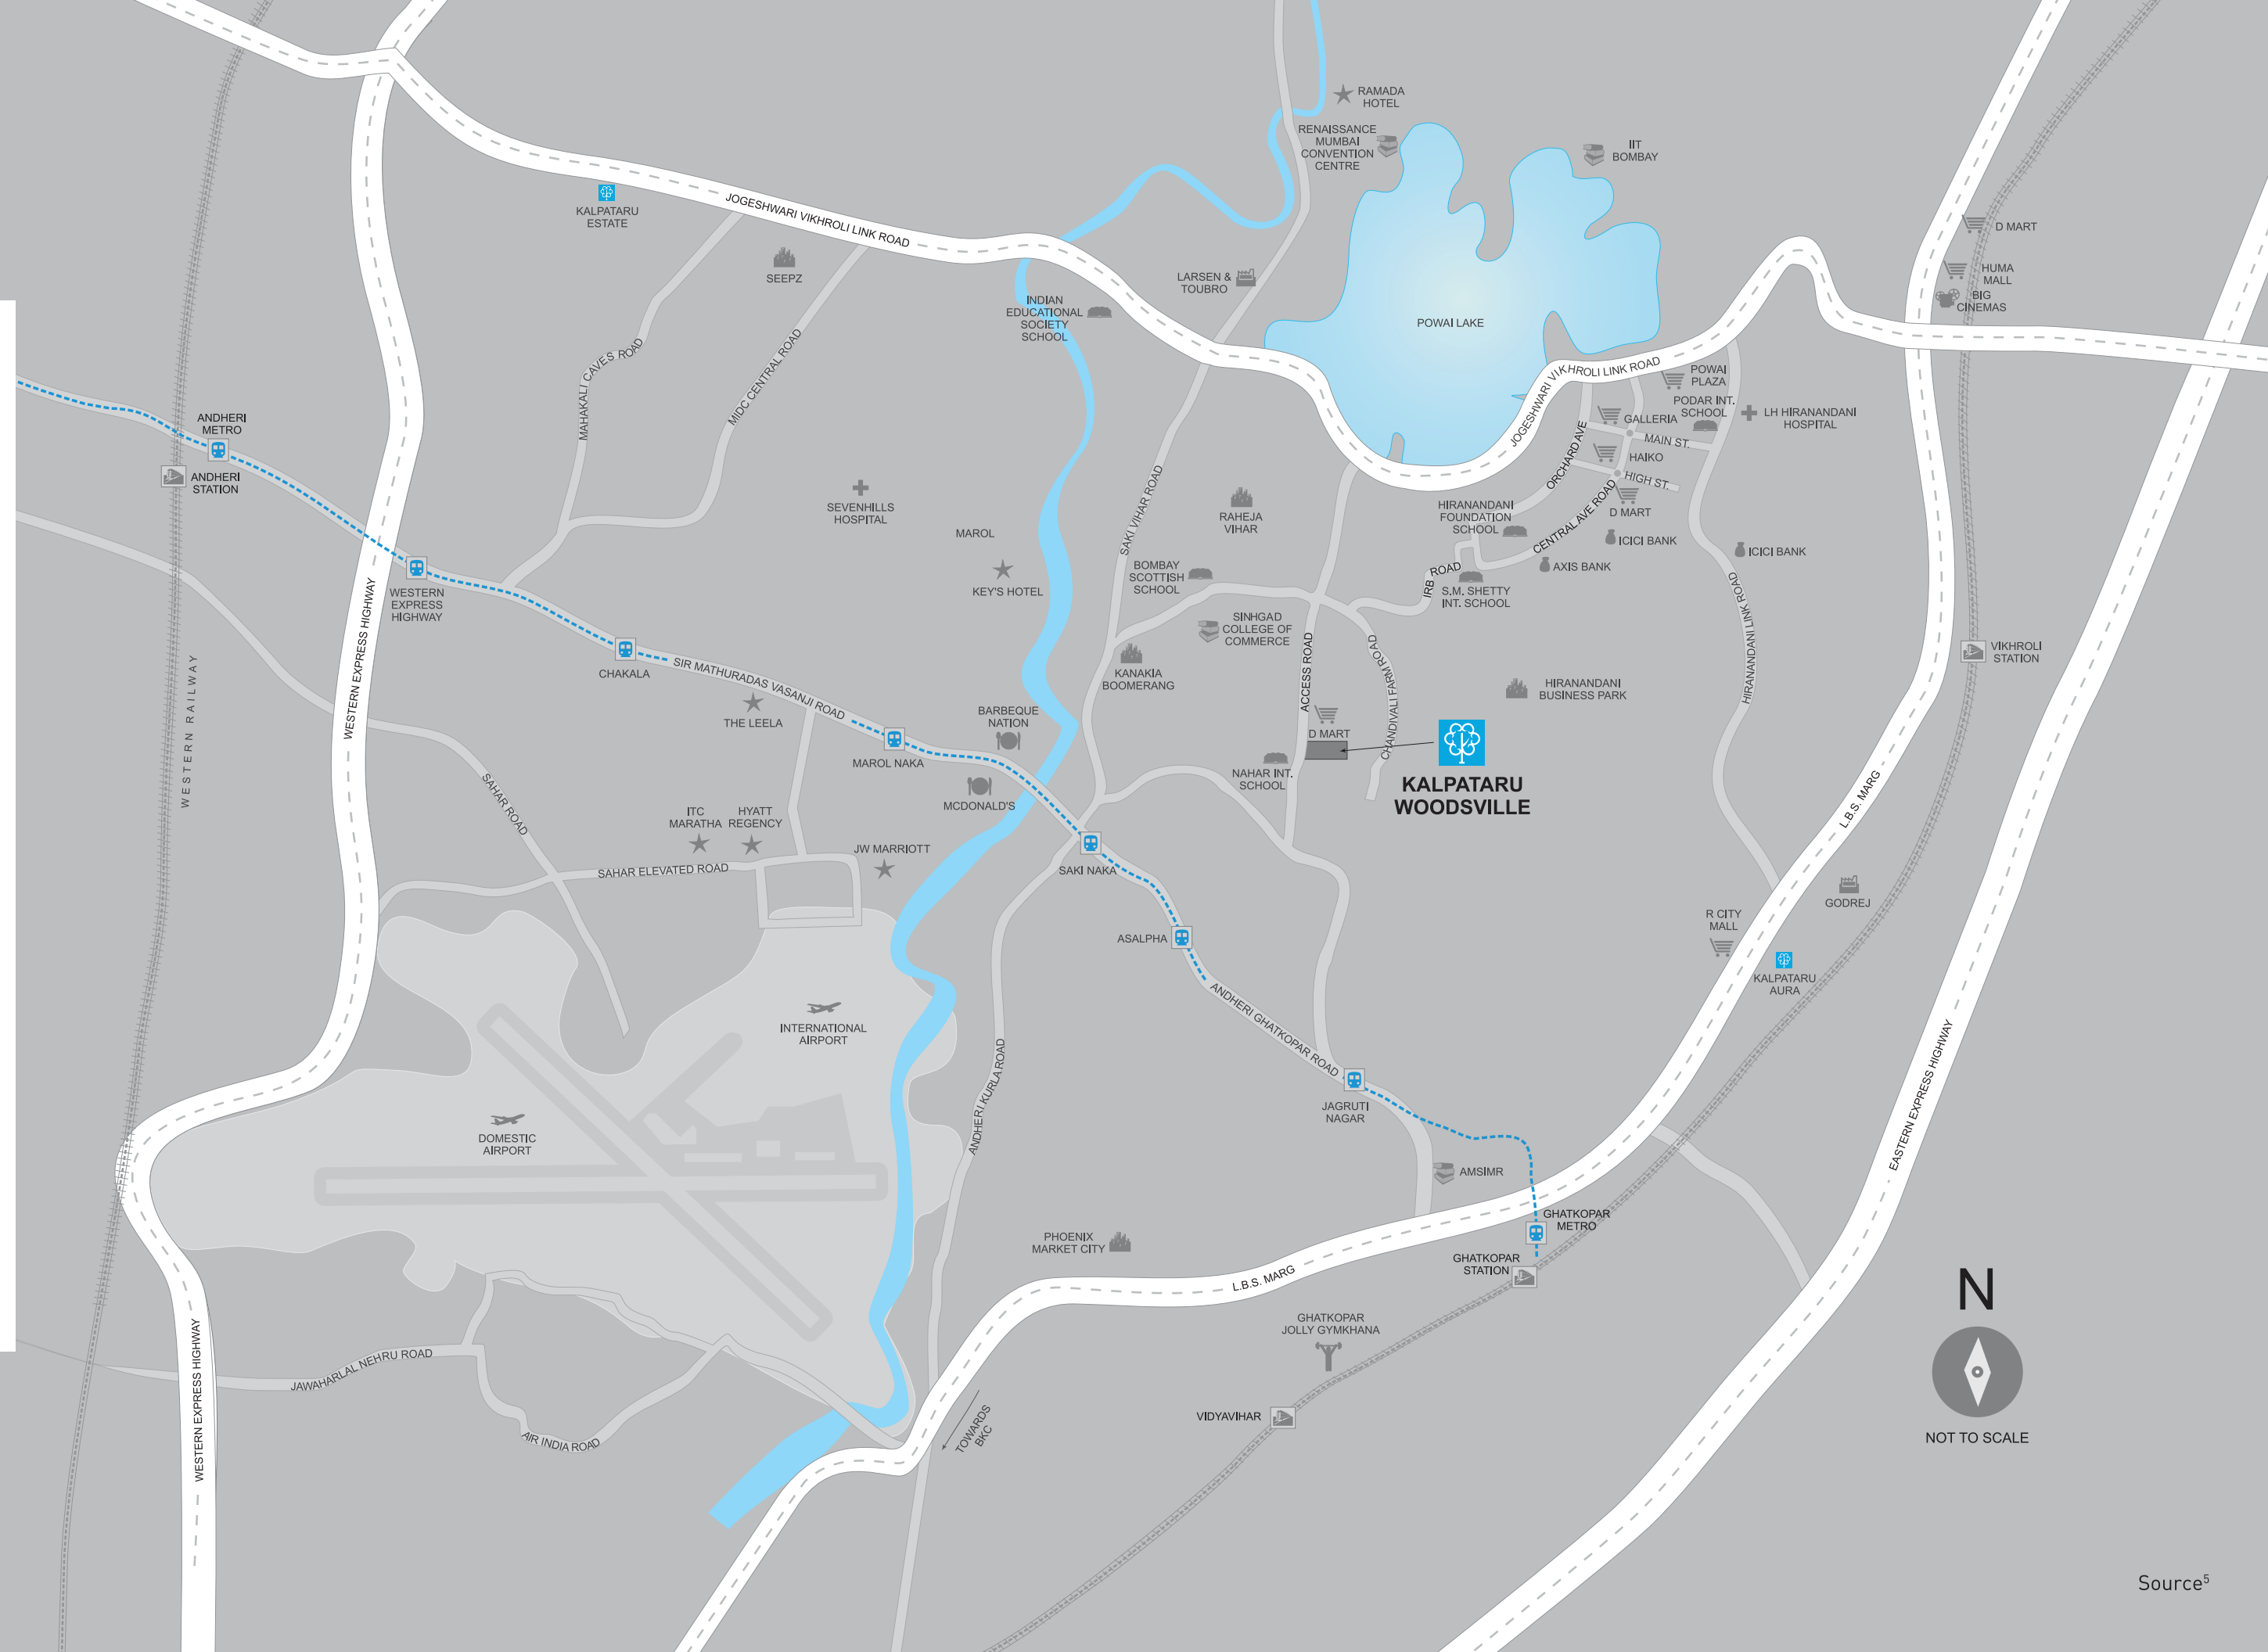 RAMADA
HOTEL
RENAISSANCE
MUMBAI
CONVENTION
CENTRE
IIT
BOMBAY
KALPATARU
ESTATE
JOGESHWARI VIKHROLI LINK ROAD
D MART
SEEPZ
LARSEN &
TOUBRO
HUMA
MALL
BIG
CINEMAS
INDIAN
EDUCATIONAL
SOCIETY
SCHOOL
POWAI LAKE
MAHAKALI CAVES ROAD
MIDC CENTRAL ROAD
JOGESHWARI VIKHROLI LINK ROAD
POWAI
PLAZA
PODAR INT.
SCHOOL
LH HIRANANDANI
HOSPITAL
GALLERIA
MAIN ST.
ORCHARD AVE
HAIKO
HIGH ST.
ANDHERI
METRO
ANDHERI
STATION
SEVENHILLS
HOSPITAL
MAROL
SAKI VIHAR ROAD
RAHEJA
VIHAR
HIRANANDANI
FOUNDATION
SCHOOL
D MART
CENTRAL AVE ROAD
ICICI BANK
ICICI BANK
AXIS BANK
WESTERN
EXPRESS
HIGHWAY
KEY'S HOTEL
BOMBAY
SCOTTISH
SCHOOL
IRB ROAD
S.M. SHETTY
INT. SCHOOL
WESTERN EXPRESS HIGHWAY
WESTERN RAILWAY
SINHGAD
COLLEGE OF
COMMERCE
HIRANANDANI LINK ROAD
VIKHROLI
STATION
CHAKALA
SIR MATHURADAS VASANJI ROAD
KANAKIA
BOOMERANG
ACCESS ROAD
CHANDIVALI FARM ROAD
HIRANANDANI
BUSINESS PARK
THE LEELA
BARBEQUE
NATION
D MART
MAROL NAKA
NAHAR INT.
SCHOOL
KALPATARU
WOODSVILLE
MCDONALD'S
SAHAR ROAD
ITC
MARATHA
HYATT
REGENCY
L.B.S. MARG
JW MARRIOTT
SAHAR ELEVATED ROAD
SAKI NAKA
GODREJ
R CITY
MALL
ASALPHA
KALPATARU
AURA
INTERNATIONAL
AIRPORT
ANDHERI GHATKOPAR ROAD
EASTERN EXPRESS HIGHWAY
ANDHERI KURLA ROAD
JAGRUTI
NAGAR
DOMESTIC
AIRPORT
AMSIMR
GHATKOPAR
METRO
PHOENIX
MARKET CITY
GHATKOPAR
STATION
L.B.S. MARG
N
GHATKOPAR
JOLLY GYMKHANA
JAWAHARLAL NEHRU ROAD
WESTERN EXPRESS HIGHWAY
AIR INDIA ROAD
TOWARDS
BKC
VIDYAVIHAR
NOT TO SCALE
Source5